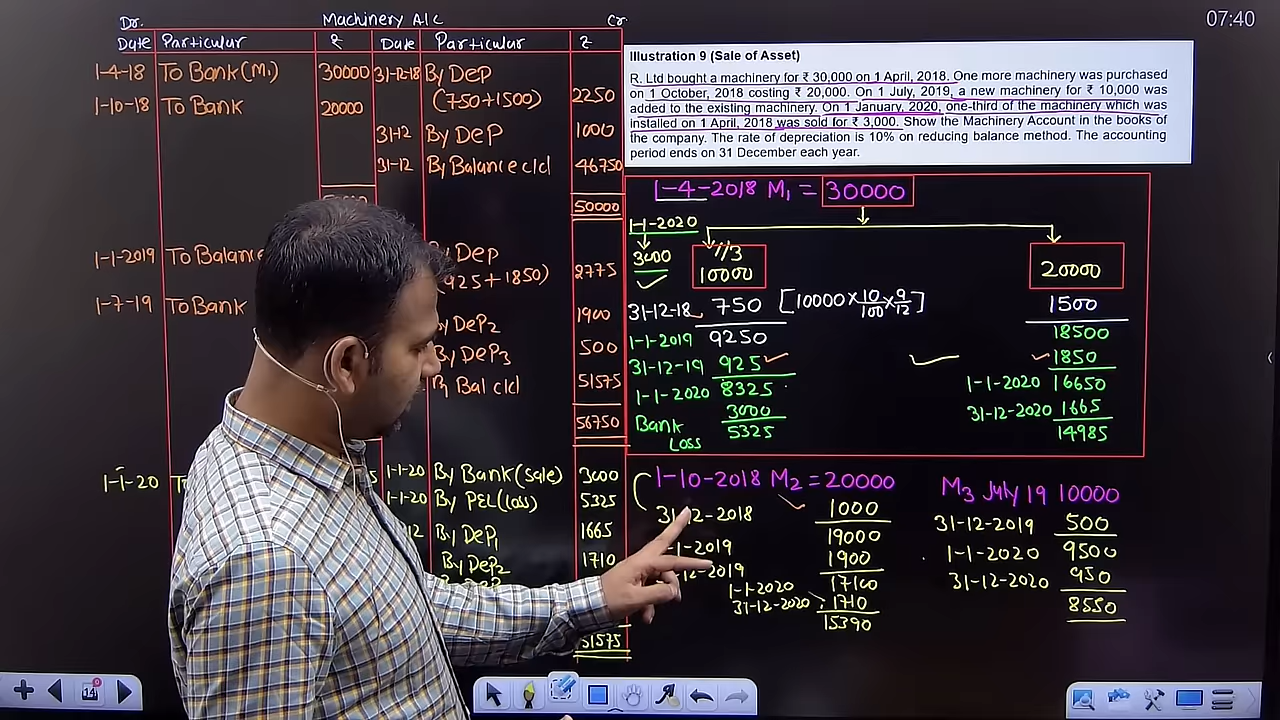 07:40
Dr. Machinery A/c Cr.
Date Particular ₹ Date Particular ₹
1-4-18 To Bank (M₁) 30000 31-12-18 By Dep
(750+1500) 2250
1-10-18 To Bank 20000
31-12 By Dep 1000
31-12 By Balance c/d 46750
50000
1-1-2019 To Balance By Dep
925+1850) 2775
1-7-19 To Bank By Dep2 1900
By Dep3 500
By Bal c/d 51575
56750
1-1-20 1-1-20 By Bank (sale) 3000
1-1-20 By P&L (loss) 5325
12 By Dep1 1665
By Dep2 1710
51575
Illustration 9 (Sale of Asset)
R. Ltd bought a machinery for ₹ 30,000 on 1 April, 2018. One more machinery was purchased
on 1 October, 2018 costing ₹ 20,000. On 1 July, 2019, a new machinery for ₹ 10,000 was
added to the existing machinery. On 1 January, 2020, one-third of the machinery which was
installed on 1 April, 2018 was sold for ₹ 3,000. Show the Machinery Account in the books of
the company. The rate of depreciation is 10% on reducing balance method. The accounting
period ends on 31 December each year.
1-4-2018 M₁ = 30000
1-1-2020
3000 1/3
10000 20000
31-12-18 750 [10000×10/100×9/12] 1500
1-1-2019 9250 18500
31-12-19 925 1850
1-1-2020 8325 1-1-2020 16650
Bank 3000 31-12-2020 1665
Loss 5325 14985
1-10-2018 M₂ = 20000
31-12-2018 1000
1-1-2019 19000
12-2019 1900
17100
1-1-2020
31-12-2020 1710
15390
M₃ July 19 10000
31-12-2019 500
1-1-2020 9500
31-12-2020 950
8550
14